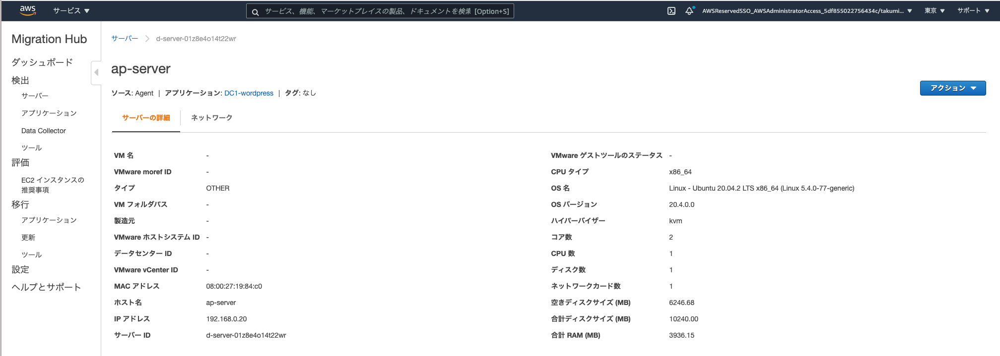 aws サービス サービス、機能、マーケットプレイスの製品、ドキュメントを検索 [Option+S] AWSReservedSSO_AWSAdministratorAccess_5df855022756434c/takumi... 東京 サポート
Migration Hub
ダッシュボード
検出
サーバー
アプリケーション
Data Collector
ツール
評価
EC2 インスタンスの
推奨事項
移行
アプリケーション
更新
ツール
設定
ヘルプとサポート
サーバー d-server-01z8e4o14t22wr
ap-server
ソース: Agent | アプリケーション: DC1-wordpress | タグ: なし
アクション
サーバーの詳細 ネットワーク
VM 名 -
VMware moref ID -
タイプ OTHER
VM フォルダパス -
製造元 -
VMware ホストシステム ID -
データセンター ID -
VMware vCenter ID -
MAC アドレス 08:00:27:19:84:c0
ホスト名 ap-server
IP アドレス 192.168.0.20
サーバー ID d-server-01z8e4o14t22wr
VMware ゲストツールのステータス -
CPU タイプ x86_64
OS 名 Linux - Ubuntu 20.04.2 LTS x86_64 (Linux 5.4.0-77-generic)
OS バージョン 20.4.0.0
ハイパーバイザー kvm
コア数 2
CPU 数 1
ディスク数 1
ネットワークカード数 1
空きディスクサイズ (MB) 6246.68
合計ディスクサイズ (MB) 10240.00
合計 RAM (MB) 3936.15